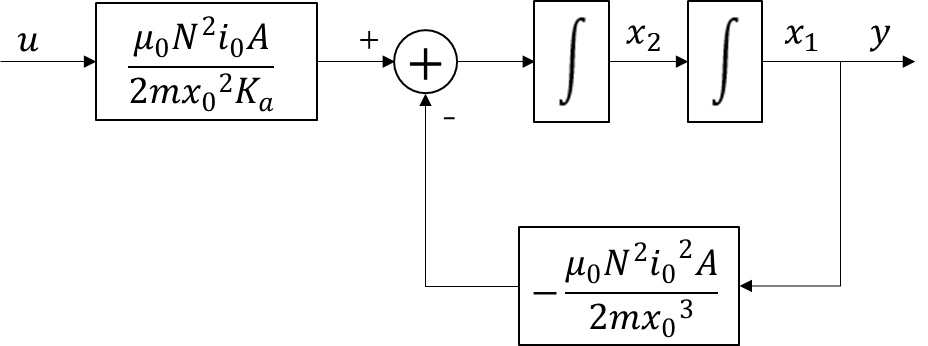 u
μ₀N²i₀A
2mx₀²Kₐ
+
+
-
∫
x₂
∫
x₁
y
− μ₀N²i₀²A
2mx₀³